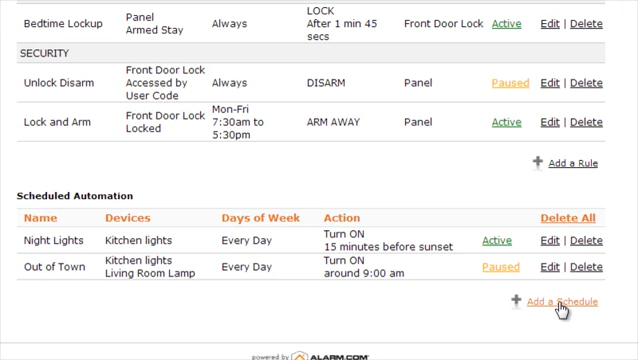 LOCK
Bedtime Lockup Panel Armed Stay Always After 1 min 45 secs Front Door Lock Active Edit | Delete
SECURITY
Unlock Disarm Front Door Lock Accessed by User Code Always DISARM Panel Paused Edit | Delete
Lock and Arm Front Door Lock Locked Mon-Fri 7:30am to 5:30pm ARM AWAY Panel Active Edit | Delete
Add a Rule
Scheduled Automation
Name Devices Days of Week Action Delete All
Night Lights Kitchen lights Every Day Turn ON 15 minutes before sunset Active Edit | Delete
Out of Town Kitchen lights Living Room Lamp Every Day Turn ON around 9:00 am Paused Edit | Delete
Add a Schedule
powered by ALARM.COM